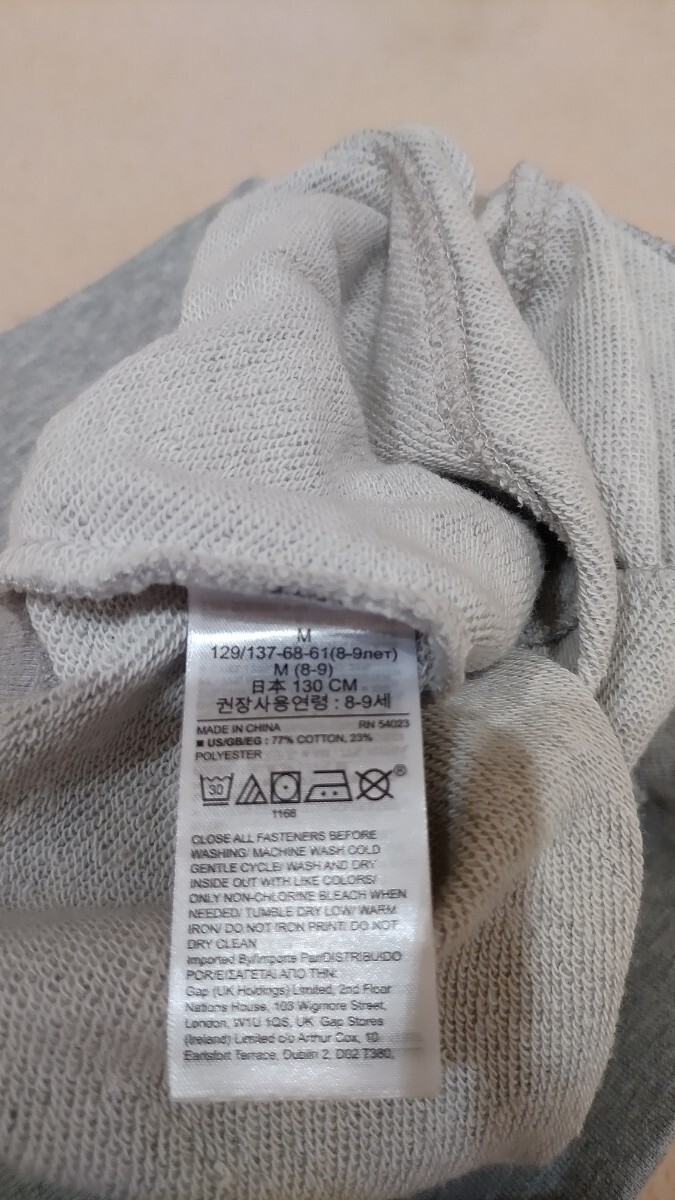 M
129/137-68-61(8-9лет)
M (8-9)
日本 130 CM
권장사용연령 : 8-9세
MADE IN CHINA RN 54023
■ US/GB/EG : 77% COTTON, 23%
POLYESTER
30 ®
1166
CLOSE ALL FASTENERS BEFORE
WASHING/ MACHINE WASH COLD
GENTLE CYCLE/ WASH AND DRY
INSIDE OUT WITH LIKE COLORS/
ONLY NON-CHLORINE BLEACH WHEN
NEEDED/ TUMBLE DRY LOW/ WARM
IRON/ DO NOT IRON PRINT/ DO NOT
DRY CLEAN
Imported By/Importe Par/DISTRIBUIDO
POR/ΕΙΣΑΓΕΤΑΙ ΑΠΟ ΤΗΝ:
Gap (UK Holdings) Limited, 2nd Floor
Nations House, 103 Wigmore Street,
London, W1U 1QS, UK Gap Stores
(Ireland) Limited c/o Arthur Cox, 10
Earlsfort Terrace, Dublin 2, D02 T380,